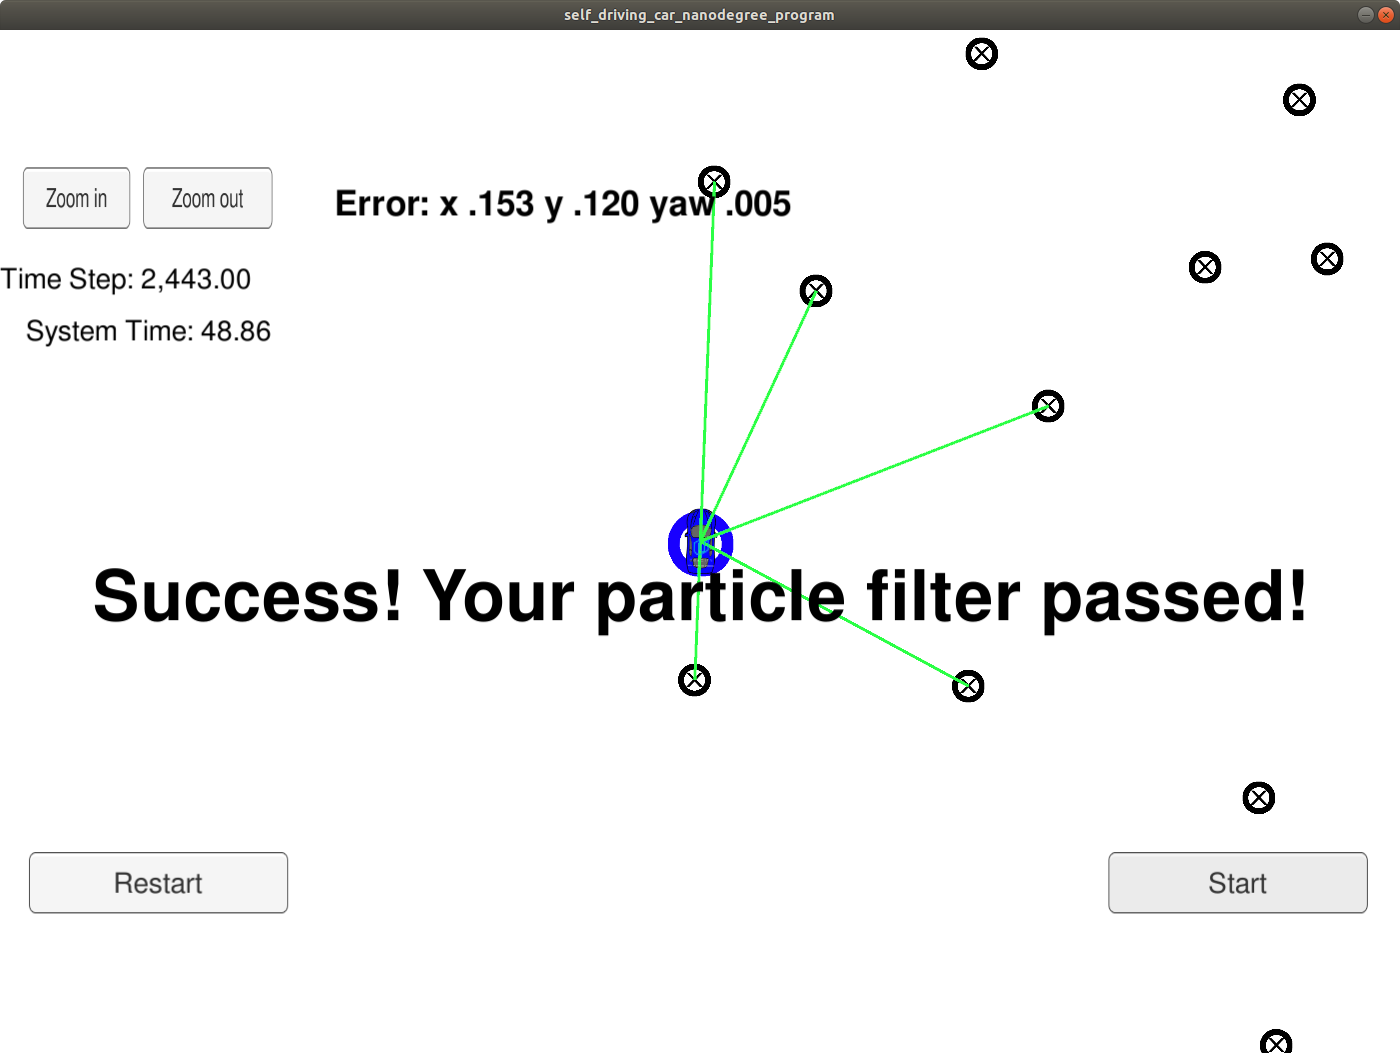 self_driving_car_nanodegree_program
Zoom in
Zoom out
Error: x .153 y .120 yaw .005
Time Step: 2,443.00
System Time: 48.86
Success! Your particle filter passed!
Restart
Start